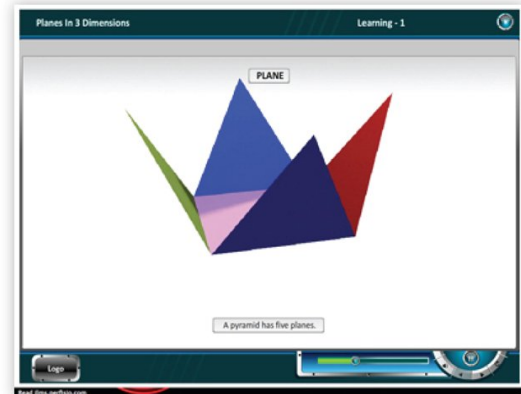 Planes In 3 Dimensions
Learning - 1
PLANE
A pyramid has five planes.
Logo